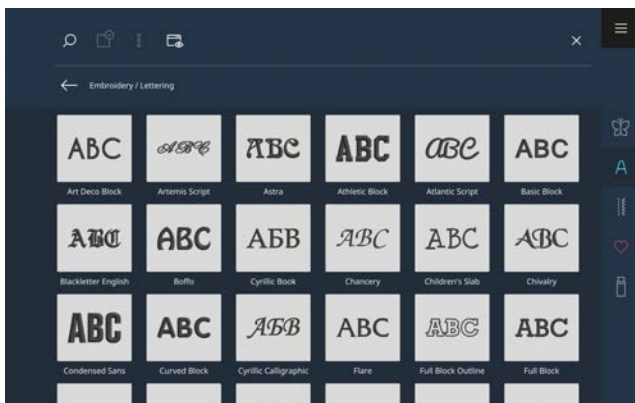 Embroidery / Lettering
ABC ABC ABC ABC ABC ABC
Art Deco Block Artemis Script Astra Athletic Block Atlantic Script Basic Block
ABC ABC АБВ ABC ABC ABC
Blackletter English Boffo Cyrillic Book Chancery Children's Slab Chivalry
ABC ABC АБВ ABC ABC ABC
Condensed Sans Curved Block Cyrillic Calligraphic Flare Full Block Outline Full Block
A